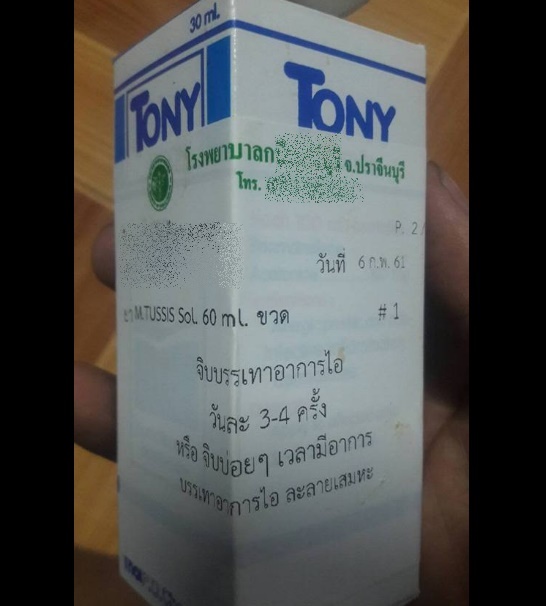 30 ml.
TONY
TONY
โรงพยาบาลก จ.ปราจีนบุรี
โทร.
P. 2
วันที่ 6 ก.พ. 61
M.TUSSIS Sol. 60 ml. ขวด # 1
จิบบรรเทาอาการไอ
วันละ 3-4 ครั้ง
หรือ จิบบ่อยๆ เวลามีอาการ
บรรเทาอาการไอ ละลายเสมหะ